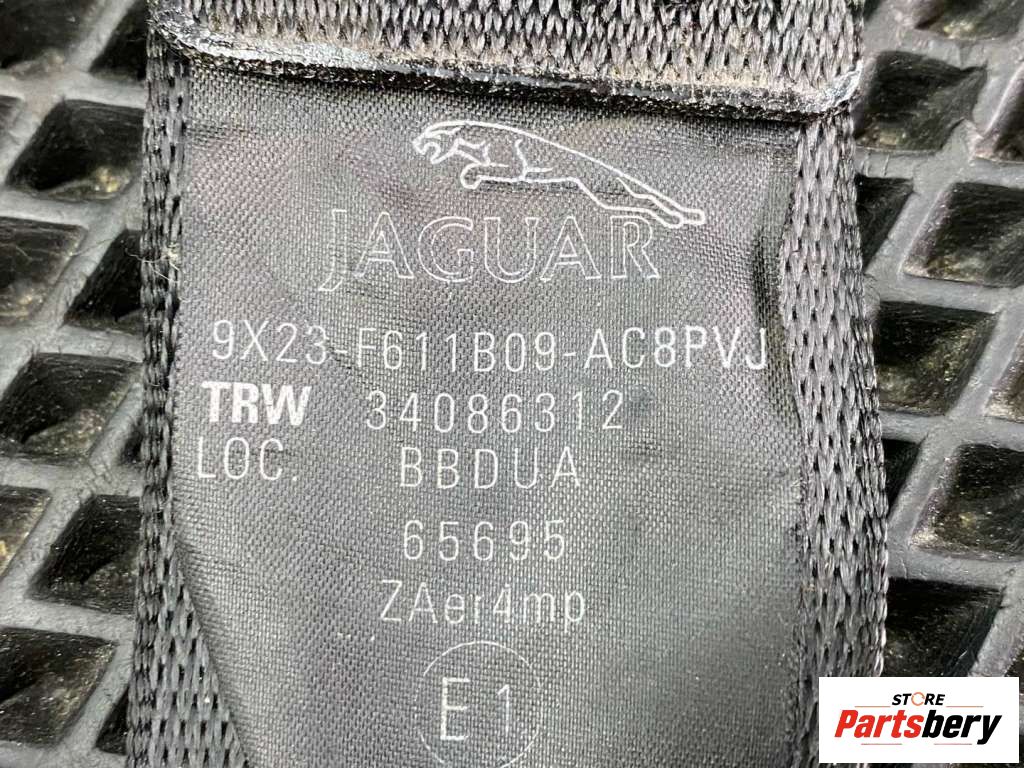 JAGUAR
9X23-F611B09-AC8PVJ
TRW 34086312
LOC. BBDUA
65695
ZAer4mp
E1
STORE
Partsbery